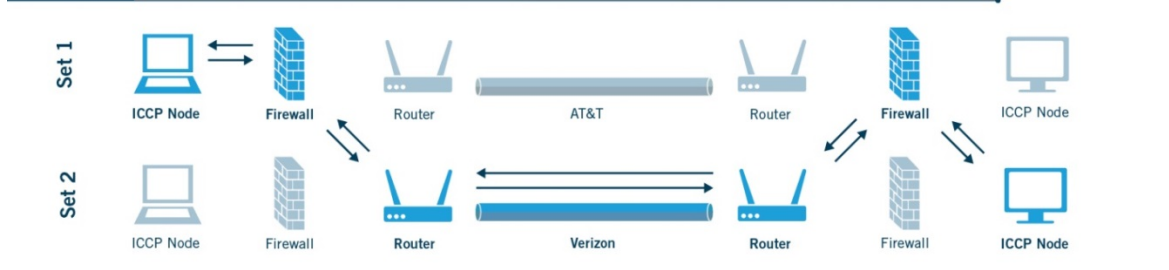 Set 1
ICCP Node
Firewall
Router
AT&T
Router
Firewall
ICCP Node
Set 2
ICCP Node
Firewall
Router
Verizon
Router
Firewall
ICCP Node